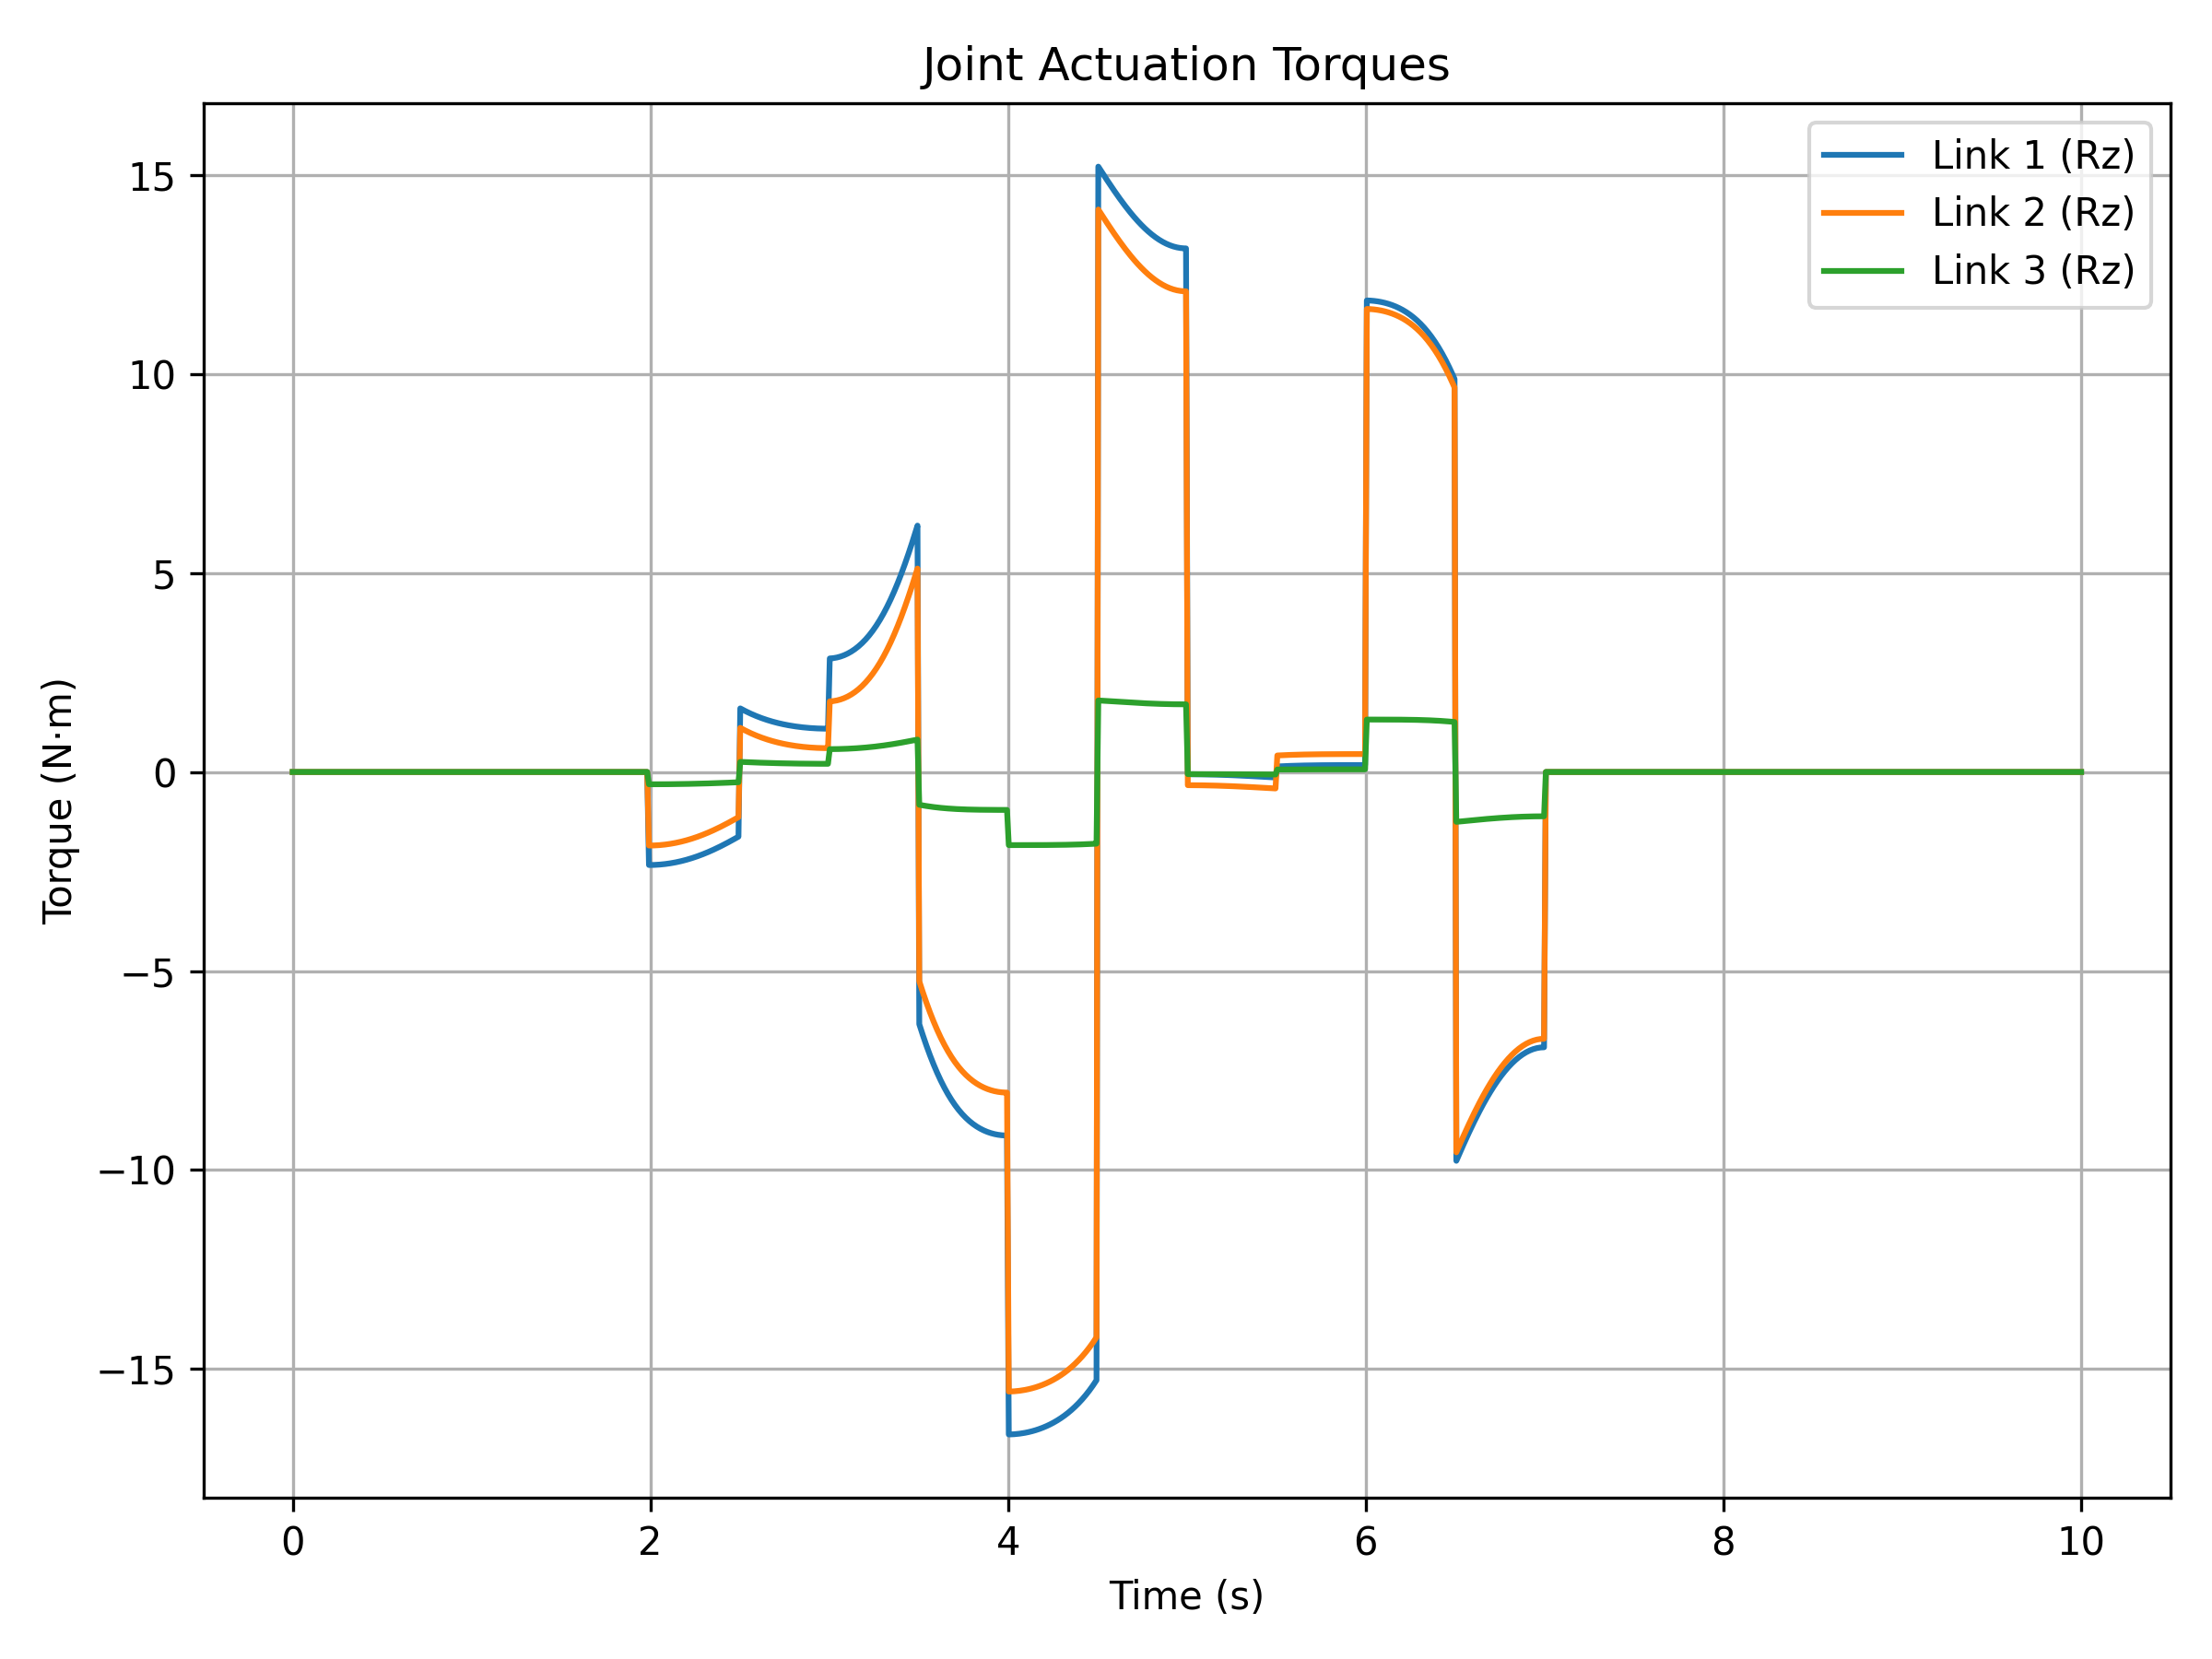 Joint Actuation Torques
Link 1 (Rz)
Link 2 (Rz)
Link 3 (Rz)
15
10
5
0
−5
−10
−15
Torque (N·m)
0 2 4 6 8 10
Time (s)